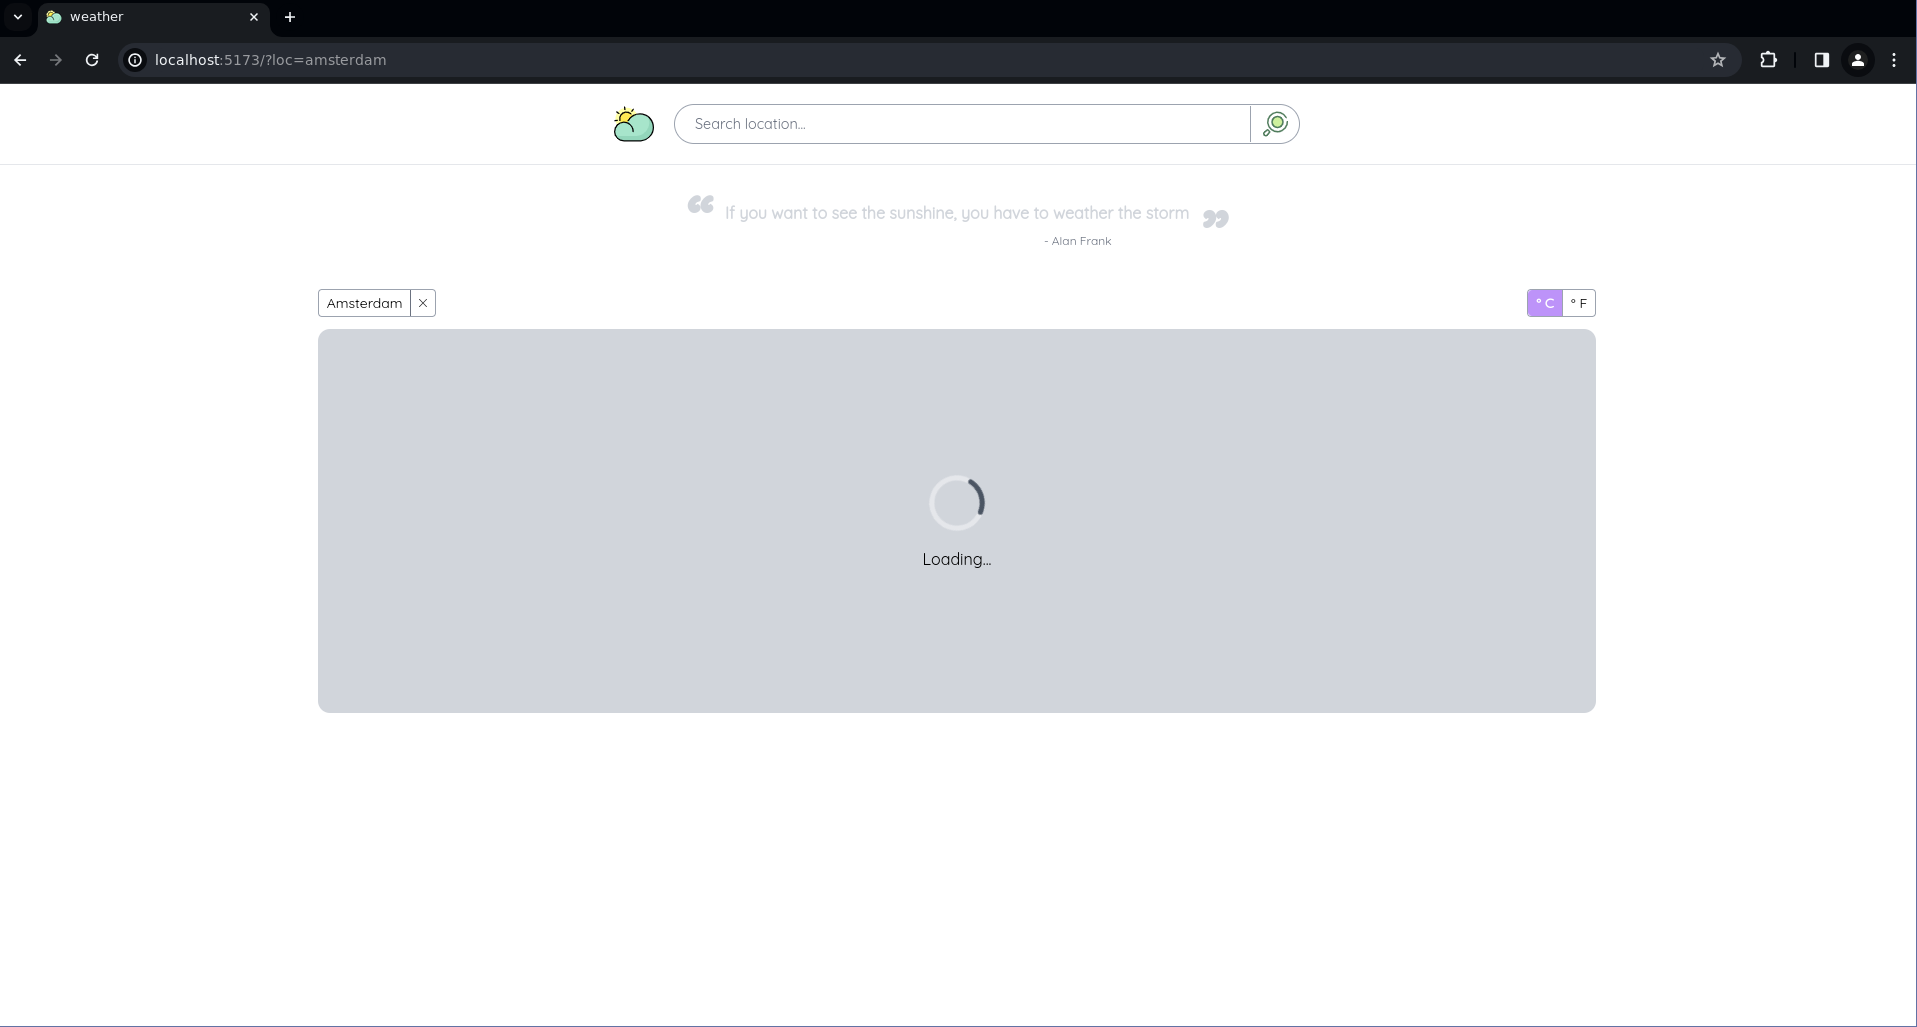 weather
localhost:5173/?loc=amsterdam
Search location...
“ If you want to see the sunshine, you have to weather the storm ”
- Alan Frank
Amsterdam
° C ° F
Loading...